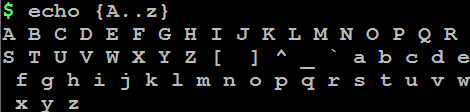 $ echo {A..z}
A B C D E F G H I J K L M N O P Q R
S T U V W X Y Z [  ] ^ _ ` a b c d e
f g h i j k l m n o p q r s t u v w
x y z